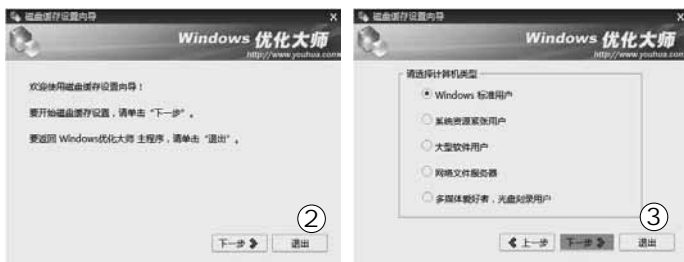 磁盘缓存设置向导
Windows 优化大师
http://www.youhua.com
欢迎使用磁盘缓存设置向导！
要开始磁盘缓存设置，请单击“下一步”。
要返回 Windows优化大师 主程序，请单击“退出”。
②
下一步
退出
磁盘缓存设置向导
X
Windows 优化大师
http://www.youhua.com
请选择计算机类型
Windows 标准用户
系统资源紧张用户
大型软件用户
网络文件服务器
多媒体爱好者，光盘刻录用户
③
上一步
下一步
退出